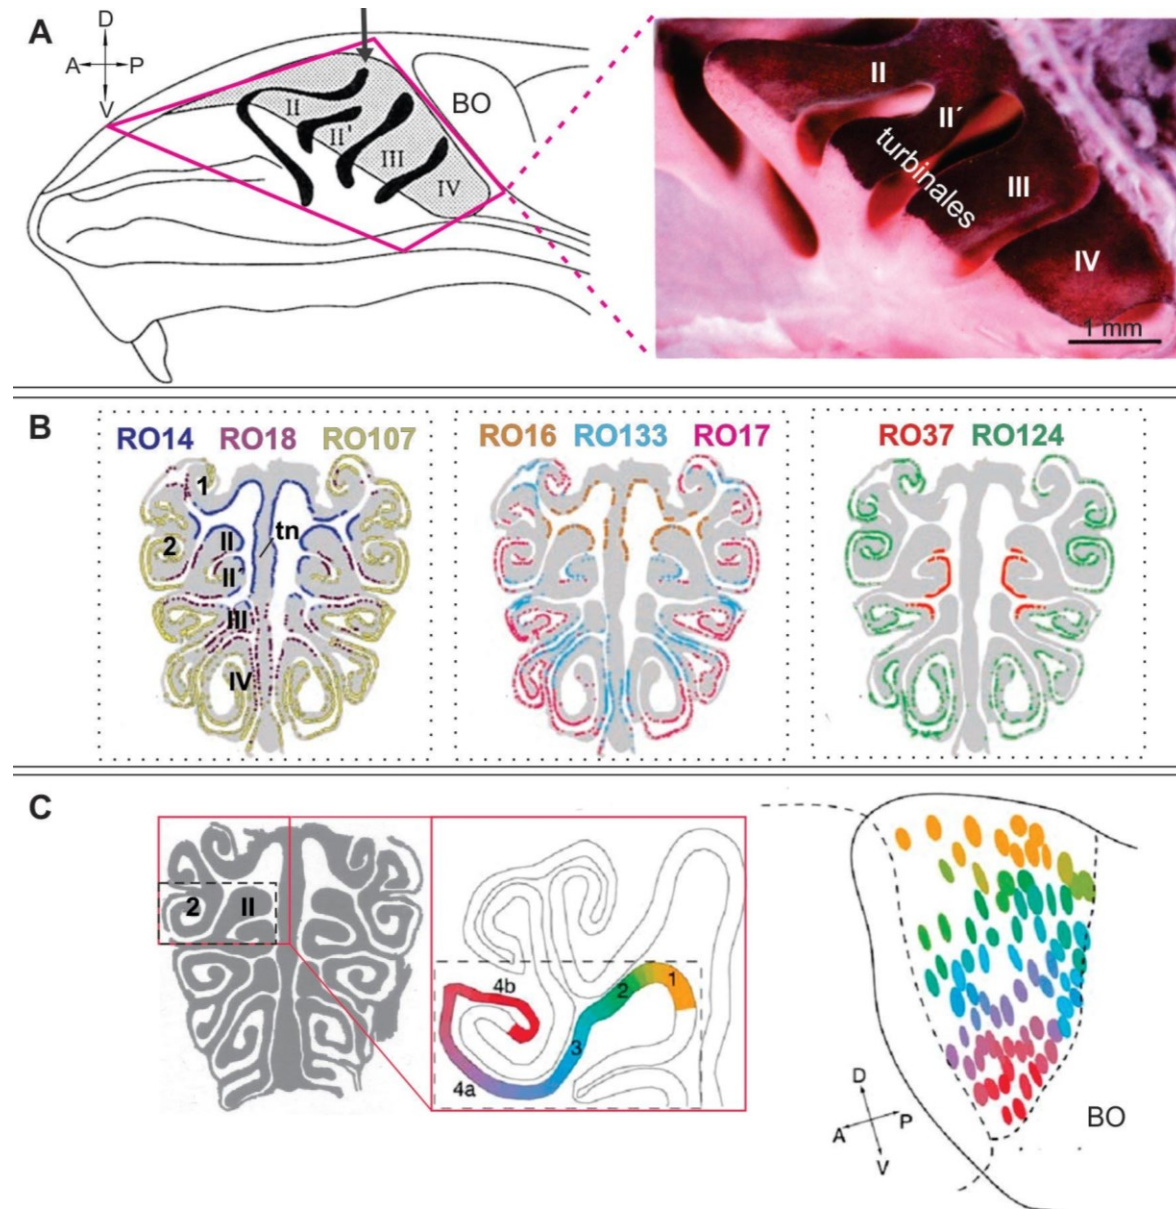 A
D
A P
V
BO
II
II'
III
IV
II
II´
turbinales
III
IV
1 mm
B
RO14 RO18 RO107
1
2
II
II´
III
IV
tn
RO16 RO133 RO17
RO37 RO124
C
2 II
4b
2
1
3
4a
D
A P
V
BO